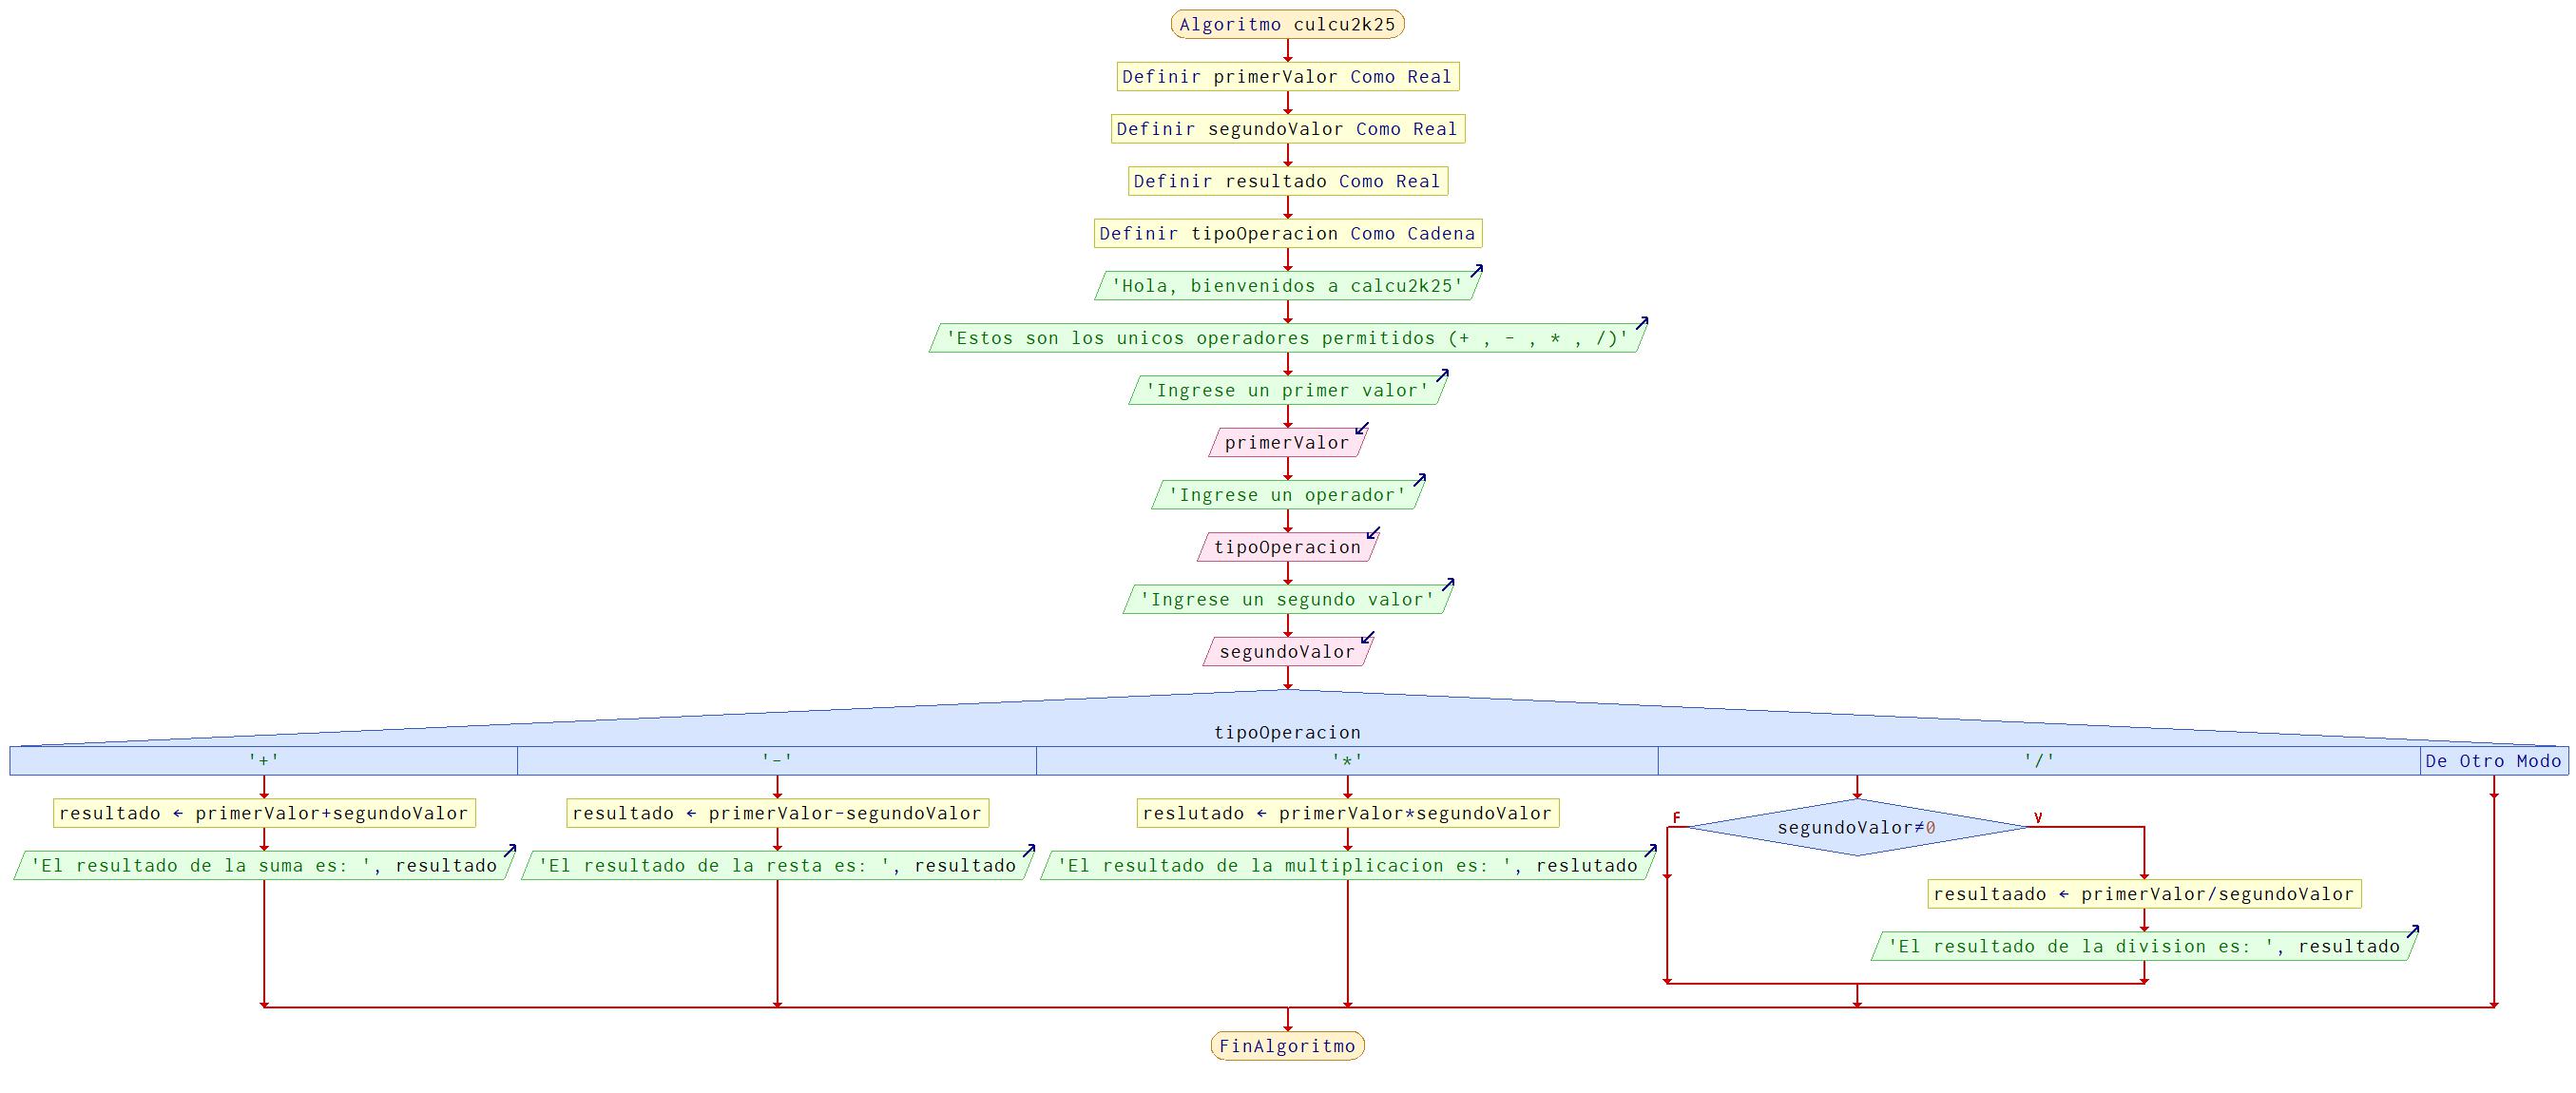 Algoritmo culcu2k25
Definir primerValor Como Real
Definir segundoValor Como Real
Definir resultado Como Real
Definir tipoOperacion Como Cadena
'Hola, bienvenidos a calcu2k25'
'Estos son los unicos operadores permitidos (+ , - , * , /)'
'Ingrese un primer valor'
primerValor
'Ingrese un operador'
tipoOperacion
'Ingrese un segundo valor'
segundoValor
tipoOperacion
'+'
'-'
'*'
'/'
De Otro Modo
resultado ← primerValor+segundoValor
'El resultado de la suma es: ', resultado
resultado ← primerValor-segundoValor
'El resultado de la resta es: ', resultado
reslutado ← primerValor*segundoValor
'El resultado de la multiplicacion es: ', reslutado
segundoValor≠0
F
V
resultaado ← primerValor/segundoValor
'El resultado de la division es: ', resultado
FinAlgoritmo